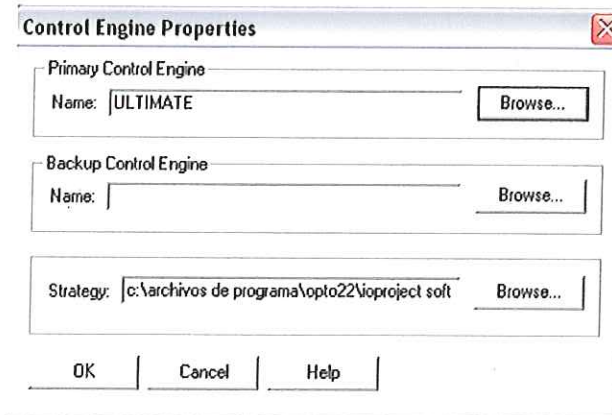 Control Engine Properties
Primary Control Engine
Name: ULTIMATE Browse...
Backup Control Engine
Name: Browse...
Strategy: c:\archivos de programa\opto22\ioproject soft Browse...
OK Cancel Help